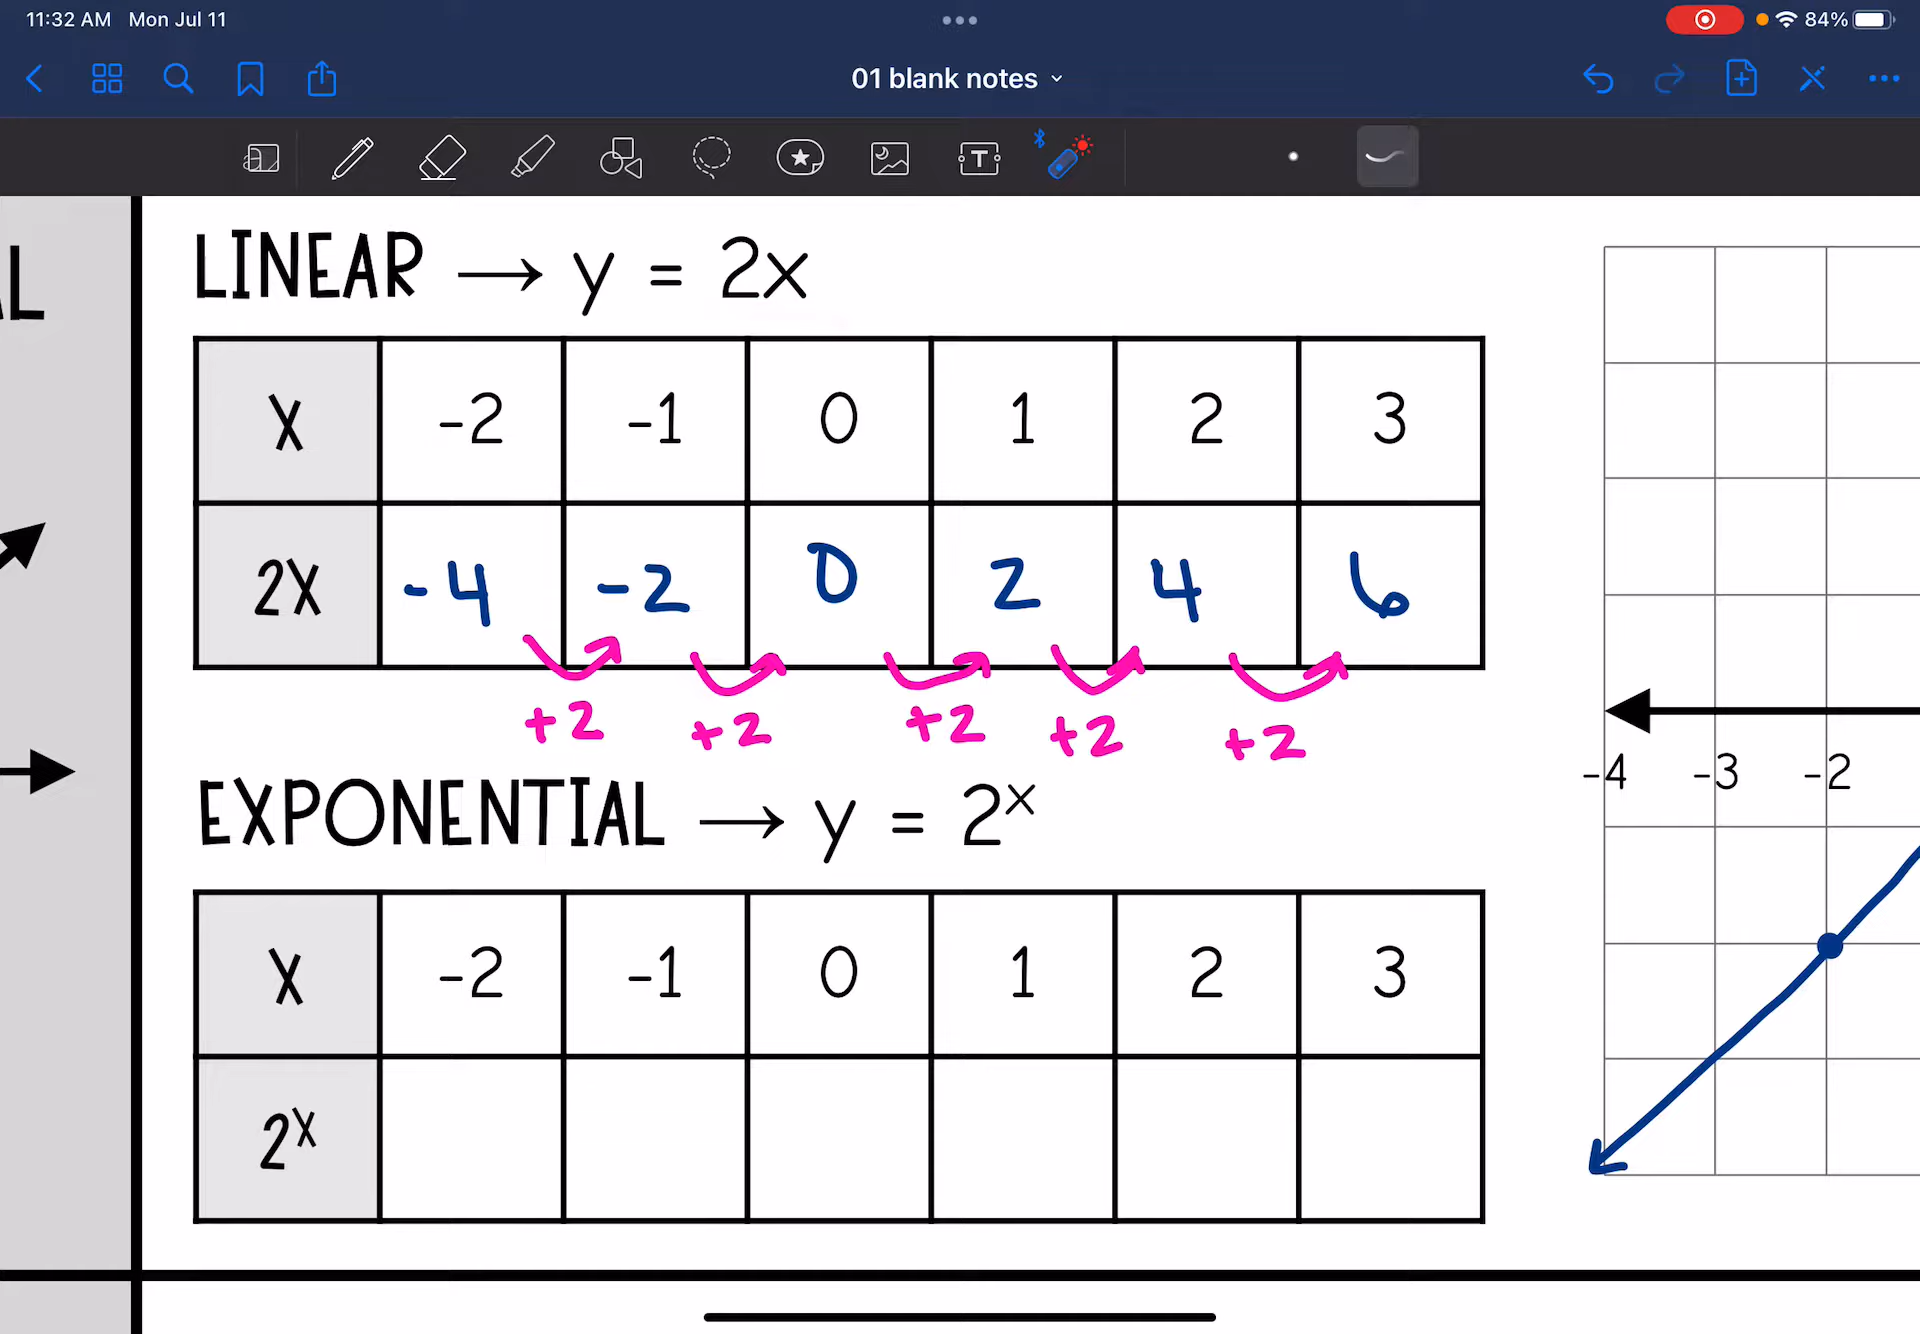 11:32 AM Mon Jul 11
84%
01 blank notes
T
LINEAR → y = 2x
X -2 -1 0 1 2 3
2X -4 -2 0 2 4 6
+2 +2 +2 +2 +2
EXPONENTIAL → y = 2ˣ
X -2 -1 0 1 2 3
2ˣ
-4 -3 -2